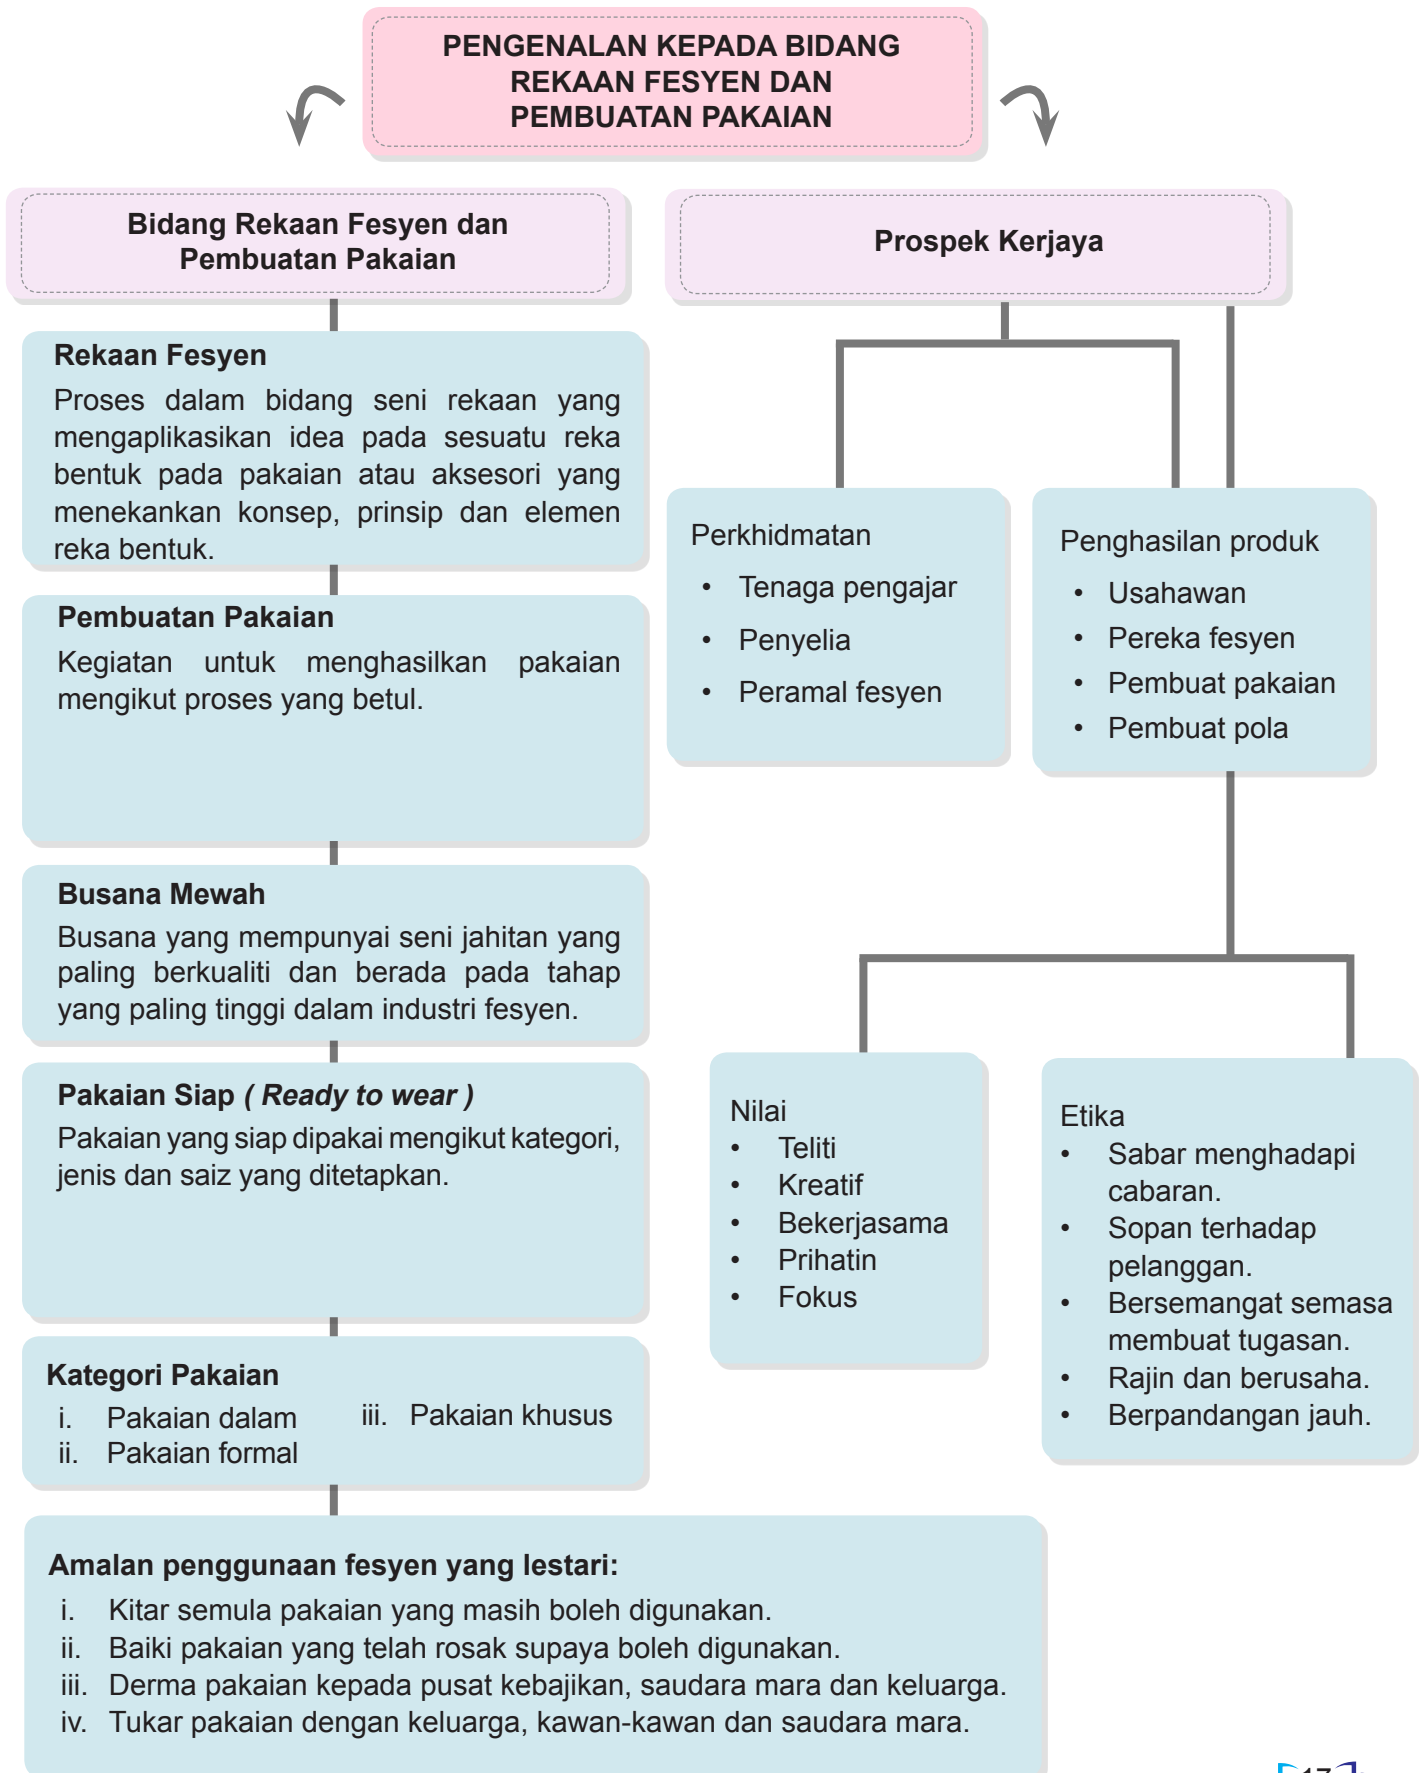 PENGENALAN KEPADA BIDANG
REKAAN FESYEN DAN
PEMBUATAN PAKAIAN
Bidang Rekaan Fesyen dan
Pembuatan Pakaian
Rekaan Fesyen
Proses dalam bidang seni rekaan yang
mengaplikasikan idea pada sesuatu reka
bentuk pada pakaian atau aksesori yang
menekankan konsep, prinsip dan elemen
reka bentuk.
Pembuatan Pakaian
Kegiatan untuk menghasilkan pakaian
mengikut proses yang betul.
Busana Mewah
Busana yang mempunyai seni jahitan yang
paling berkualiti dan berada pada tahap
yang paling tinggi dalam industri fesyen.
Pakaian Siap ( Ready to wear )
Pakaian yang siap dipakai mengikut kategori,
jenis dan saiz yang ditetapkan.
Kategori Pakaian
i. Pakaian dalam
ii. Pakaian formal
iii. Pakaian khusus
Amalan penggunaan fesyen yang lestari:
i. Kitar semula pakaian yang masih boleh digunakan.
ii. Baiki pakaian yang telah rosak supaya boleh digunakan.
iii. Derma pakaian kepada pusat kebajikan, saudara mara dan keluarga.
iv. Tukar pakaian dengan keluarga, kawan-kawan dan saudara mara.
Prospek Kerjaya
Perkhidmatan
• Tenaga pengajar
• Penyelia
• Peramal fesyen
Penghasilan produk
• Usahawan
• Pereka fesyen
• Pembuat pakaian
• Pembuat pola
Nilai
• Teliti
• Kreatif
• Bekerjasama
• Prihatin
• Fokus
Etika
• Sabar menghadapi
cabaran.
• Sopan terhadap
pelanggan.
• Bersemangat semasa
membuat tugasan.
• Rajin dan berusaha.
• Berpandangan jauh.
17